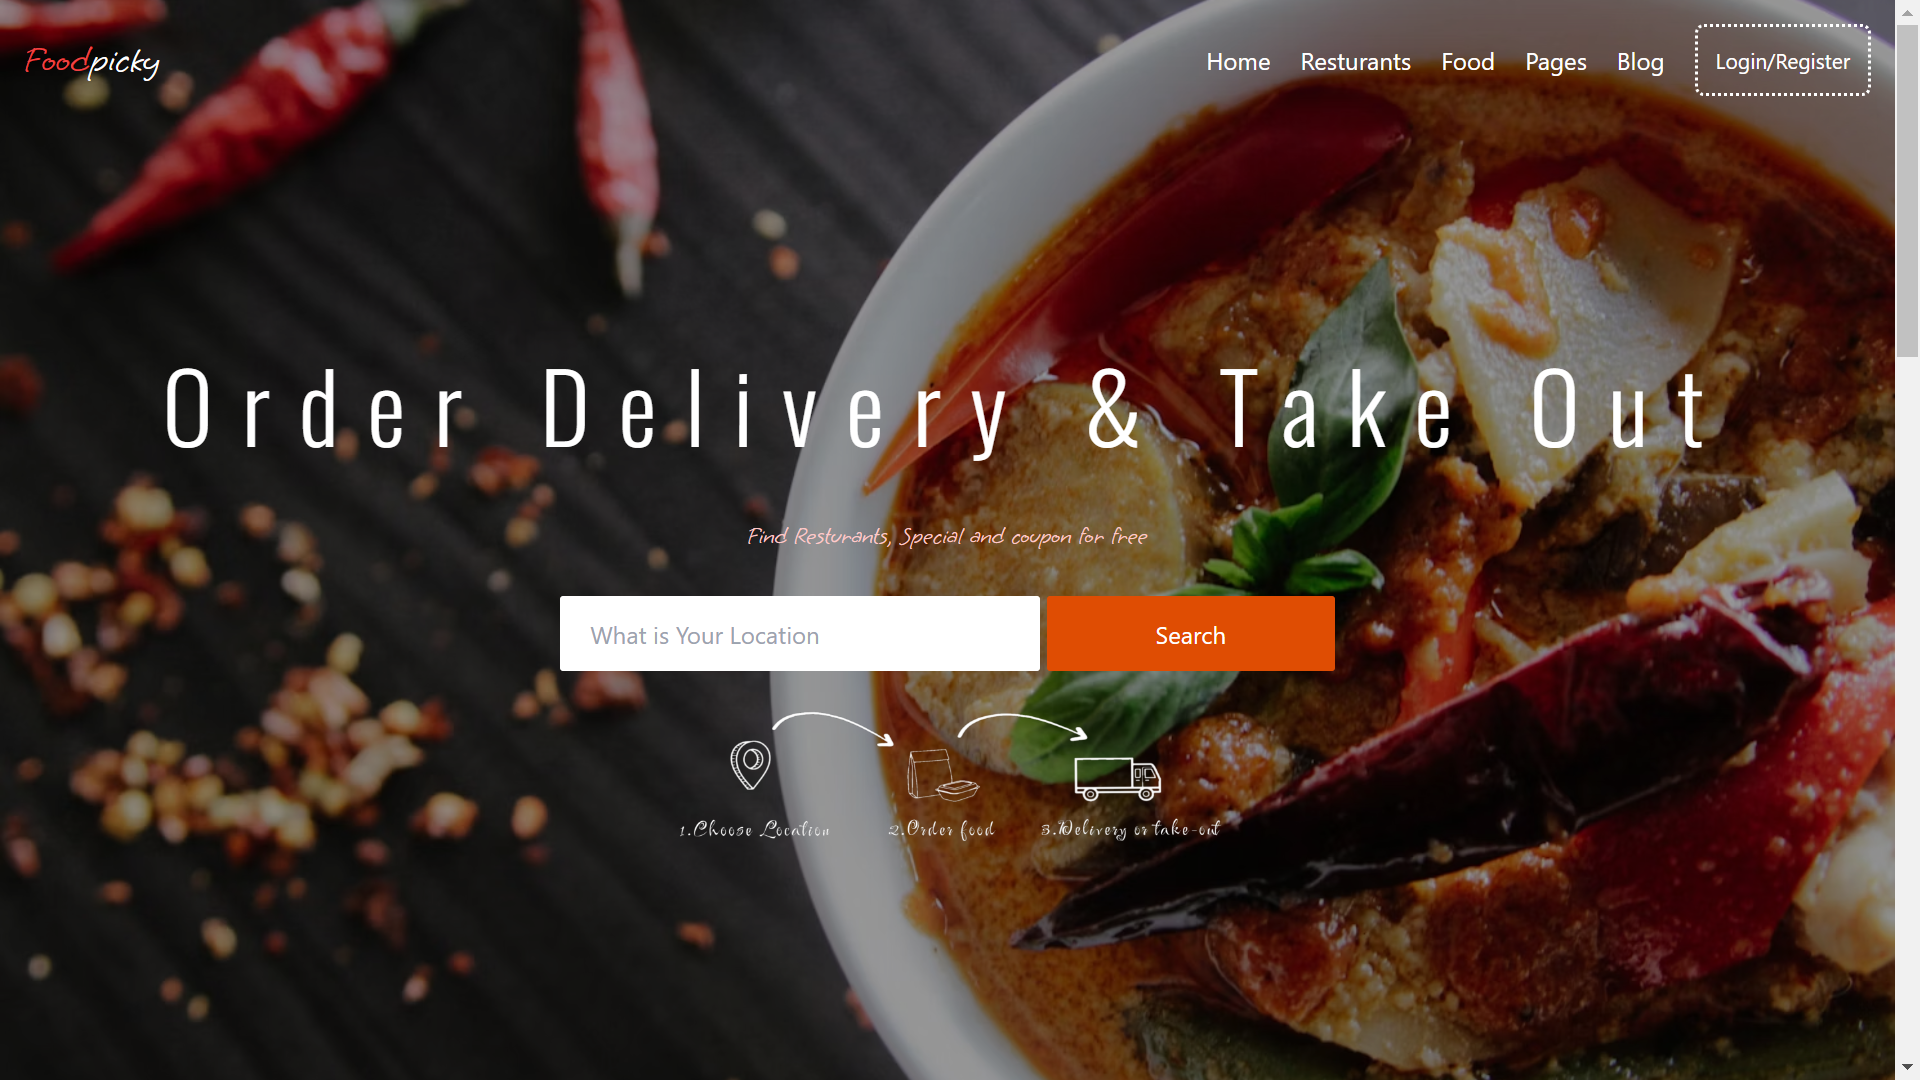 Foodpicky
Home Resturants Food Pages Blog Login/Register
Order Delivery & Take Out
Find Resturants, Special and coupon for free
What is Your Location
Search
1.Choose Location 2.Order food 3.Delivery or take-out